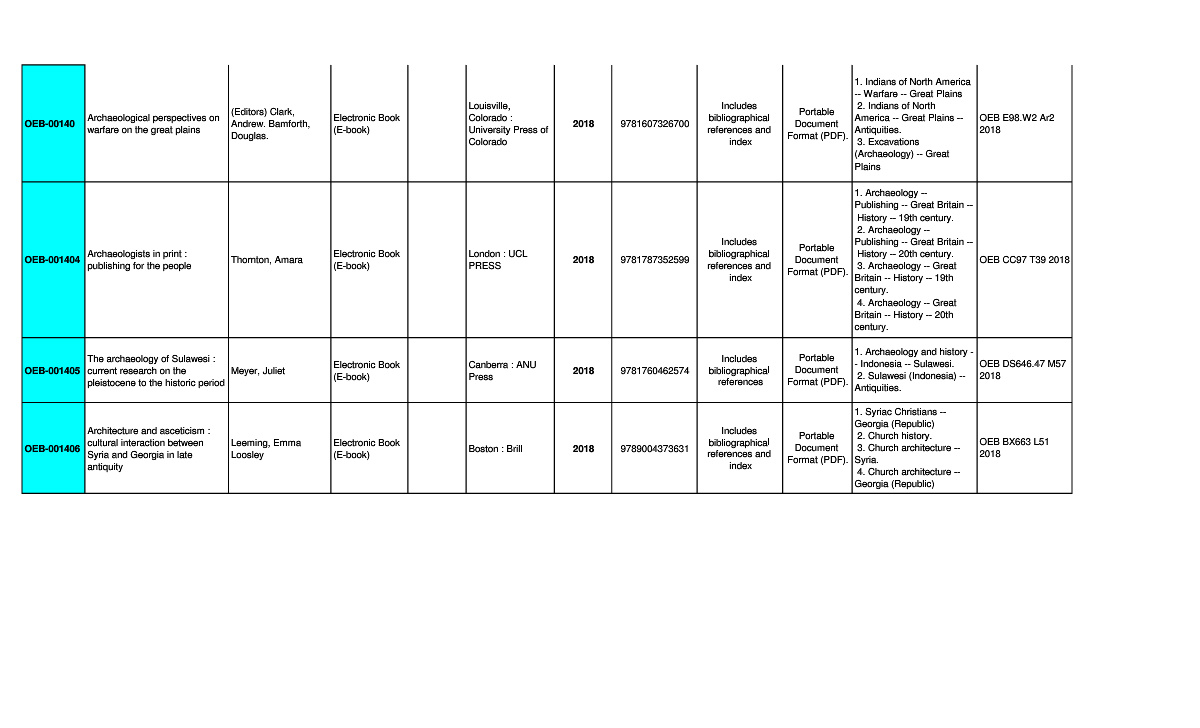 OEB-00140
Archaeological perspectives on
warfare on the great plains
(Editors) Clark,
Andrew. Bamforth,
Douglas.
Electronic Book
(E-book)
Louisville,
Colorado :
University Press of
Colorado
2018
9781607326700
Includes
bibliographical
references and
index
Portable
Document
Format (PDF).
1. Indians of North America
-- Warfare -- Great Plains
2. Indians of North
America -- Great Plains --
Antiquities.
3. Excavations
(Archaeology) -- Great
Plains
OEB E98.W2 Ar2
2018
OEB-001404
Archaeologists in print :
publishing for the people
Thornton, Amara
Electronic Book
(E-book)
London : UCL
PRESS
2018
9781787352599
Includes
bibliographical
references and
index
Portable
Document
Format (PDF).
1. Archaeology --
Publishing -- Great Britain --
History -- 19th century.
2. Archaeology --
Publishing -- Great Britain --
History -- 20th century.
3. Archaeology -- Great
Britain -- History -- 19th
century.
4. Archaeology -- Great
Britain -- History -- 20th
century.
OEB CC97 T39 2018
OEB-001405
The archaeology of Sulawesi :
current research on the
pleistocene to the historic period
Meyer, Juliet
Electronic Book
(E-book)
Canberra : ANU
Press
2018
9781760462574
Includes
bibliographical
references
Portable
Document
Format (PDF).
1. Archaeology and history -
- Indonesia -- Sulawesi.
2. Sulawesi (Indonesia) --
Antiquities.
OEB DS646.47 M57
2018
OEB-001406
Architecture and asceticism :
cultural interaction between
Syria and Georgia in late
antiquity
Leeming, Emma
Loosley
Electronic Book
(E-book)
Boston : Brill
2018
9789004373631
Includes
bibliographical
references and
index
Portable
Document
Format (PDF).
1. Syriac Christians --
Georgia (Republic)
2. Church history.
3. Church architecture --
Syria.
4. Church architecture --
Georgia (Republic)
OEB BX663 L51
2018